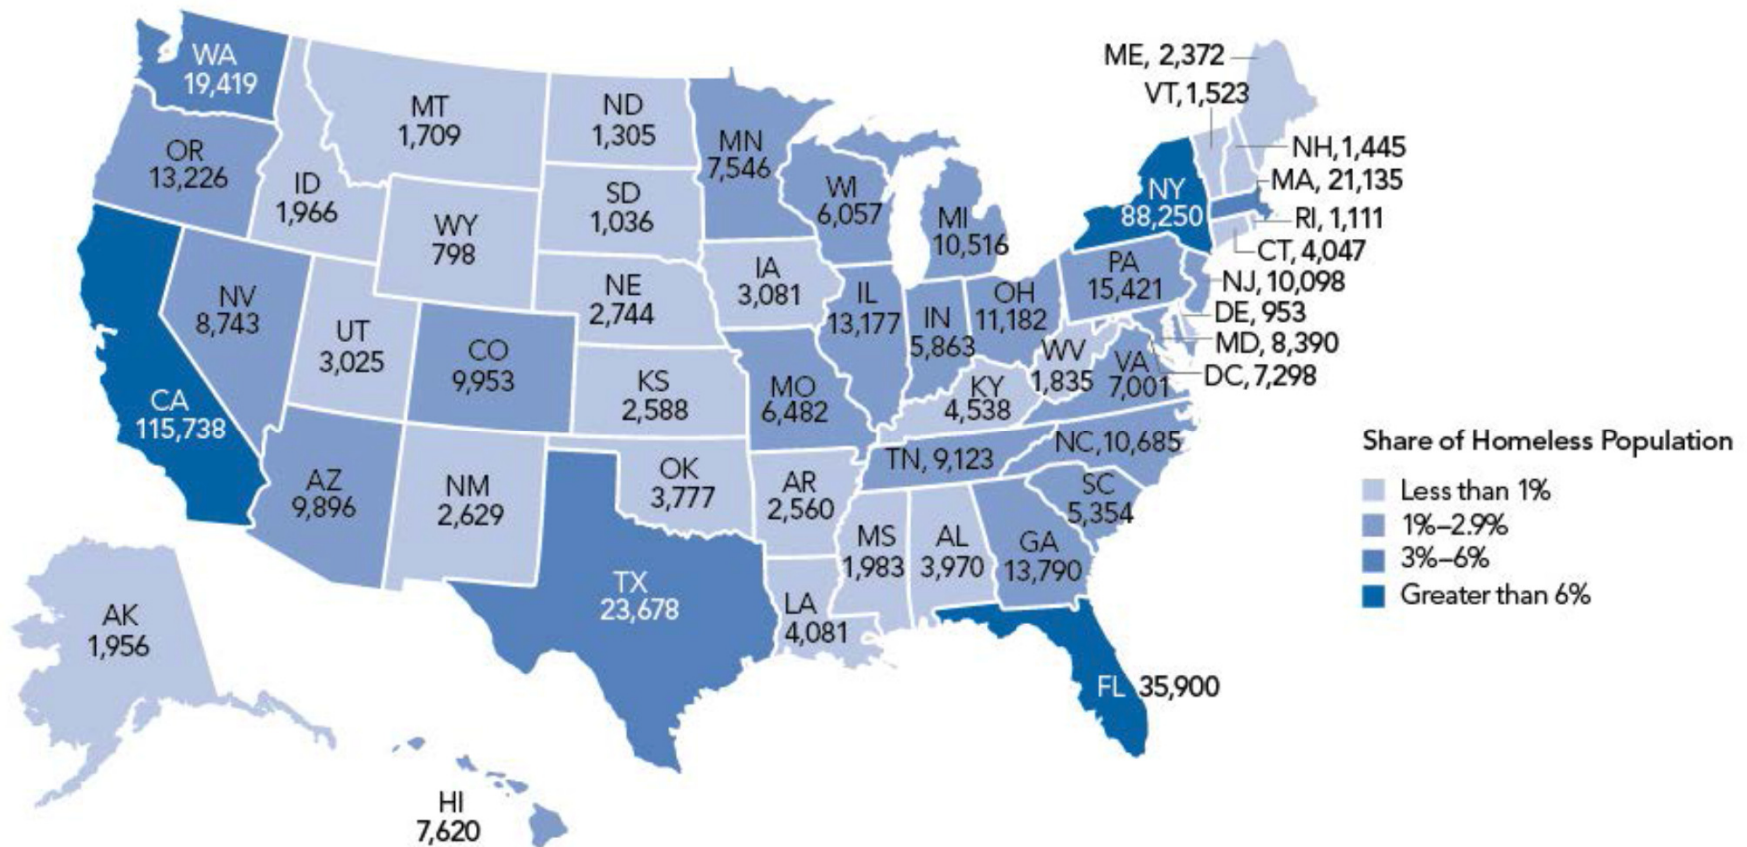 WA
19,419
MT
1,709
ND
1,305
MN
7,546
ME, 2,372
VT, 1,523
NH, 1,445
MA, 21,135
RI, 1,111
CT, 4,047
NJ, 10,098
DE, 953
MD, 8,390
DC, 7,298
OR
13,226
ID
1,966
WY
798
SD
1,036
WI
6,057
MI
10,516
NY
88,250
NV
8,743
UT
3,025
CO
9,953
NE
2,744
IA
3,081
IL
13,177
IN
5,863
OH
11,182
PA
15,421
WV
1,835
VA
7,001
CA
115,738
KS
2,588
MO
6,482
KY
4,538
TN, 9,123
NC, 10,685
SC
5,354
AZ
9,896
NM
2,629
OK
3,777
AR
2,560
MS
1,983
AL
3,970
GA
13,790
TX
23,678
LA
4,081
FL 35,900
AK
1,956
HI
7,620
Share of Homeless Population
Less than 1%
1%–2.9%
3%–6%
Greater than 6%